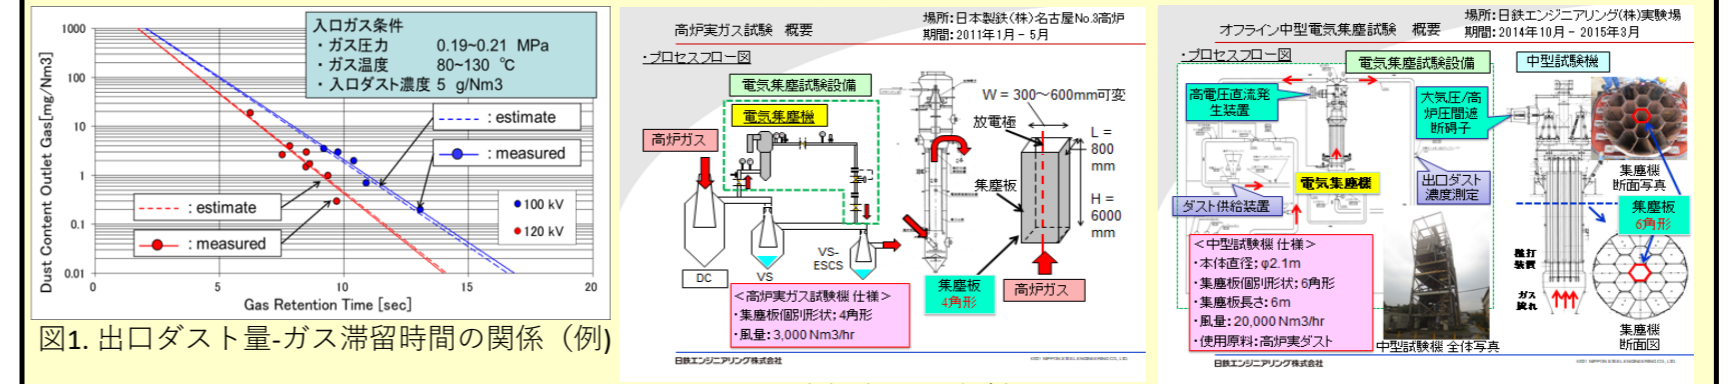 入口ガス条件
・ガス圧力 0.19~0.21 MPa
・ガス温度 80~130 ℃
・入口ダスト濃度 5 g/Nm3
Dust Content Outlet Gas[mg/Nm3]
1000
100
10
1
0.1
0.01
: estimate
: measured
: estimate
: measured
100 kV
120 kV
0
5
10
15
20
Gas Retention Time [sec]
図1. 出口ダスト量-ガス滞留時間の関係（例)
高炉実ガス試験 概要
場所:日本製鉄(株)名古屋No.3高炉
期間:2011年1月 – 5月
・プロセスフロー図
電気集塵試験設備
電気集塵機
高炉ガス
DC
VS
VS-
ESCS
W = 300～600mm可変
放電極
L =
800
mm
集塵板
H =
6000
mm
集塵板
4角形
高炉ガス
＜高炉実ガス試験機 仕様＞
・集塵板個別形状:4角形
・風量:3,000 Nm3/hr
日鉄エンジニアリング株式会社
オフライン中型電気集塵試験 概要
場所:日鉄エンジニアリング(株)実験場
期間:2014年10月 – 2015年3月
・プロセスフロー図
電気集塵試験設備
中型試験機
高電圧直流発
生装置
大気圧/高
炉圧間遮
断碍子
電気集塵機
出口ダスト
濃度測定
ダスト供給装置
集塵機
断面写真
集塵板
6角形
槌打
装置
ガス
流れ
集塵機
断面図
＜中型試験機 仕様＞
・本体直径; φ2.1m
・集塵板個別形状:6角形
・集塵板長さ:6m
・風量:20,000 Nm3/hr
・使用原料:高炉実ダスト
中型試験機 全体写真
日鉄エンジニアリング株式会社